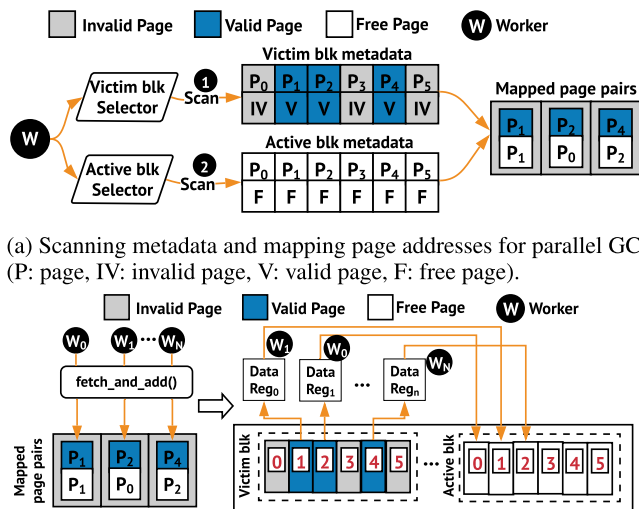 Invalid Page Valid Page Free Page W Worker
Victim blk metadata
Victim blk Selector
1 Scan
P0 P1 P2 P3 P4 P5
IV V V IV V IV
Mapped page pairs
P1 P2 P4
P1 P0 P2
W
Active blk metadata
Active blk Selector
2 Scan
P0 P1 P2 P3 P4 P5
F F F F F F
(a) Scanning metadata and mapping page addresses for parallel GC
(P: page, IV: invalid page, V: valid page, F: free page).
Invalid Page Valid Page Free Page W Worker
W0 W1 ••• WN
fetch_and_add()
Mapped page pairs
P1 P2 P4
P1 P0 P2
W1 W0 WN
Data Reg0
Data Reg1
•••
Data Regn
Victim blk
0 1 2 3 4 5
•••
Active blk
0 1 2 3 4 5